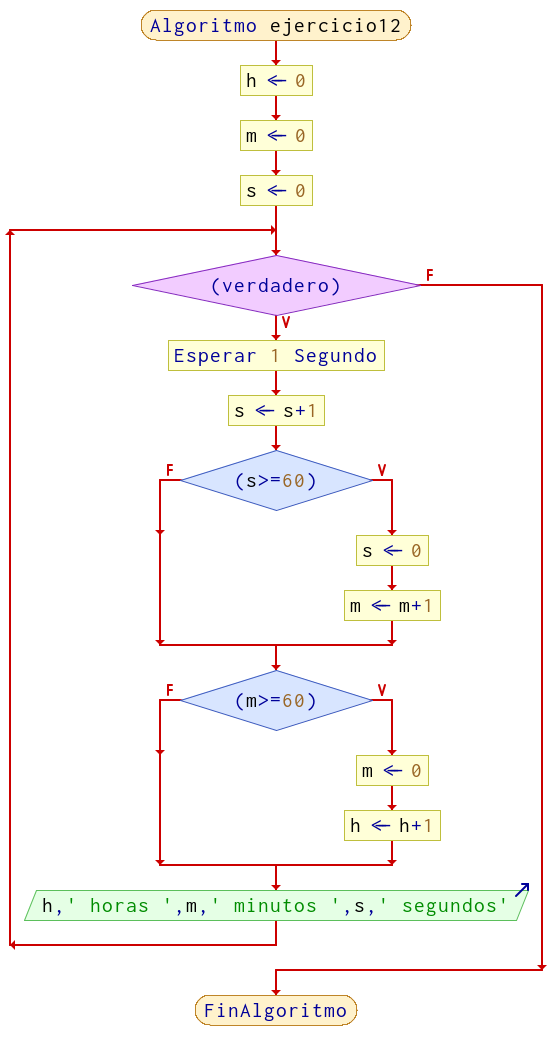 Algoritmo ejercicio12
h ← 0
m ← 0
s ← 0
(verdadero)
F
V
Esperar 1 Segundo
s ← s+1
F
V
(s>=60)
s ← 0
m ← m+1
F
V
(m>=60)
m ← 0
h ← h+1
h,' horas ',m,' minutos ',s,' segundos'
FinAlgoritmo